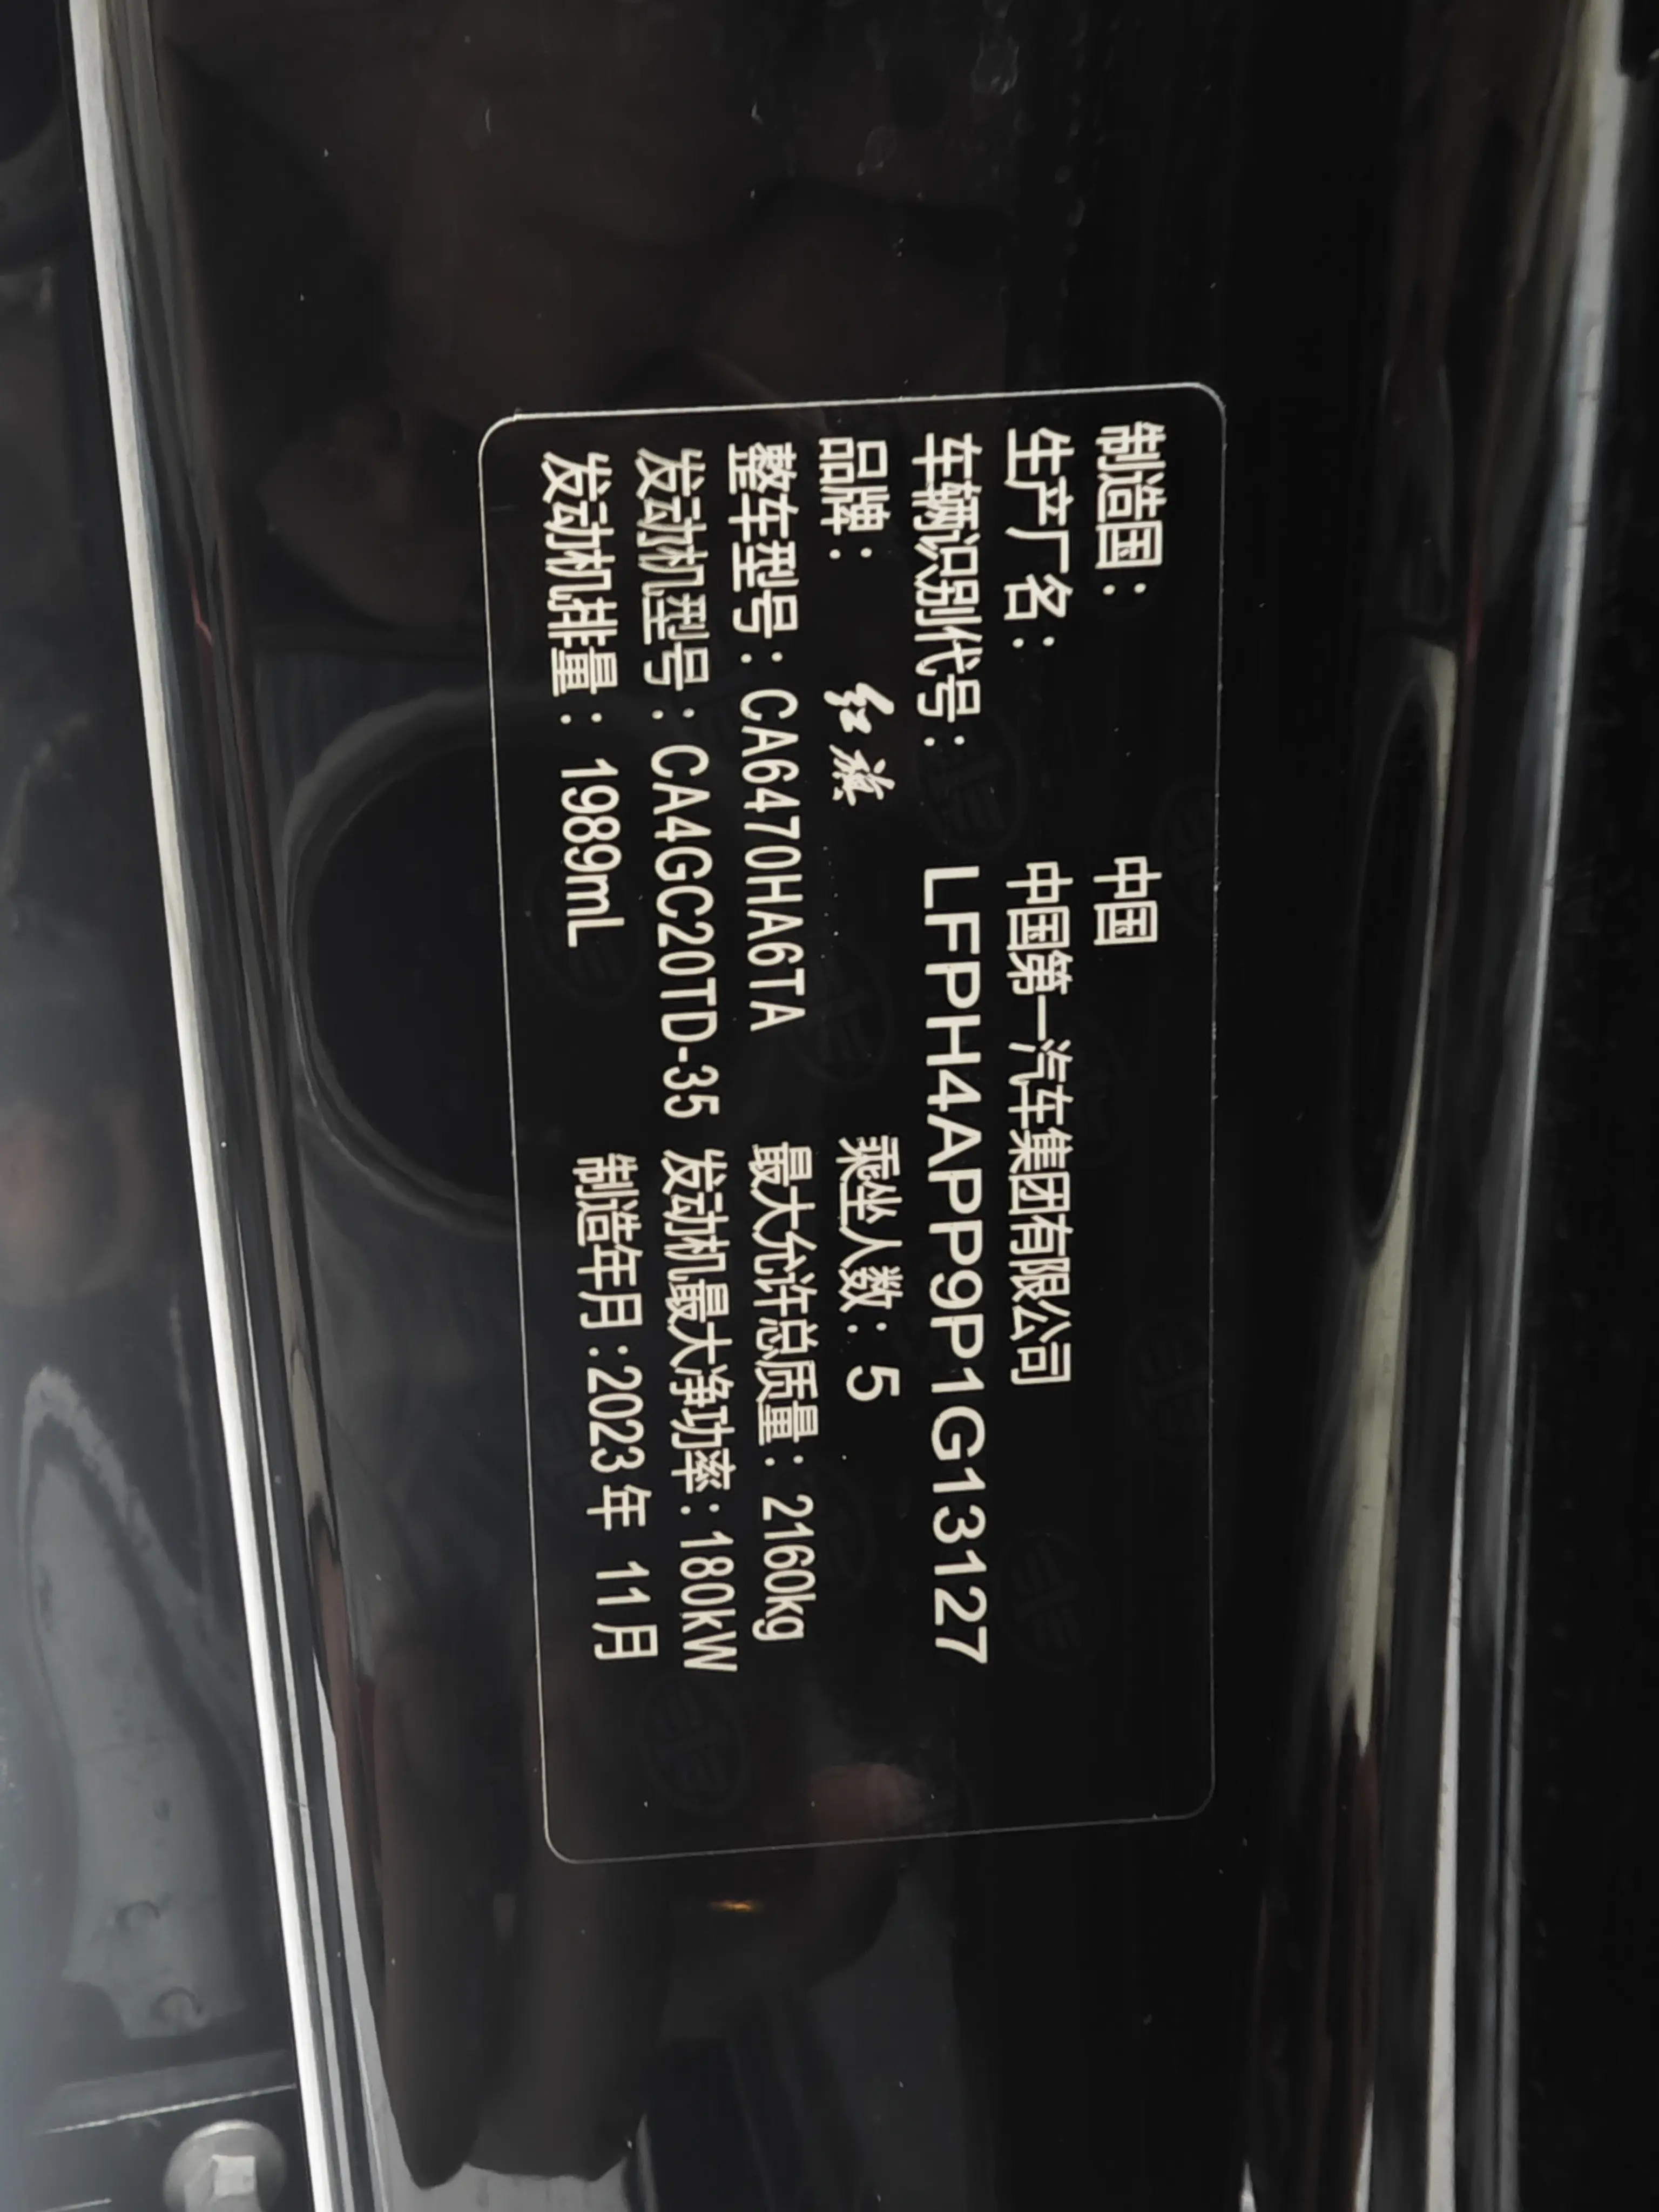 制造国： 中国
生产厂名： 中国第一汽车集团有限公司
车辆识别代号： LFPH4APP9P1G13127
品牌： 红旗 乘坐人数：5
整车型号：CA6470HA6TA 最大允许总质量：2160kg
发动机型号：CA4GC20TD-35 发动机最大净功率：180kW
发动机排量：1989mL 制造年月：2023年 11月